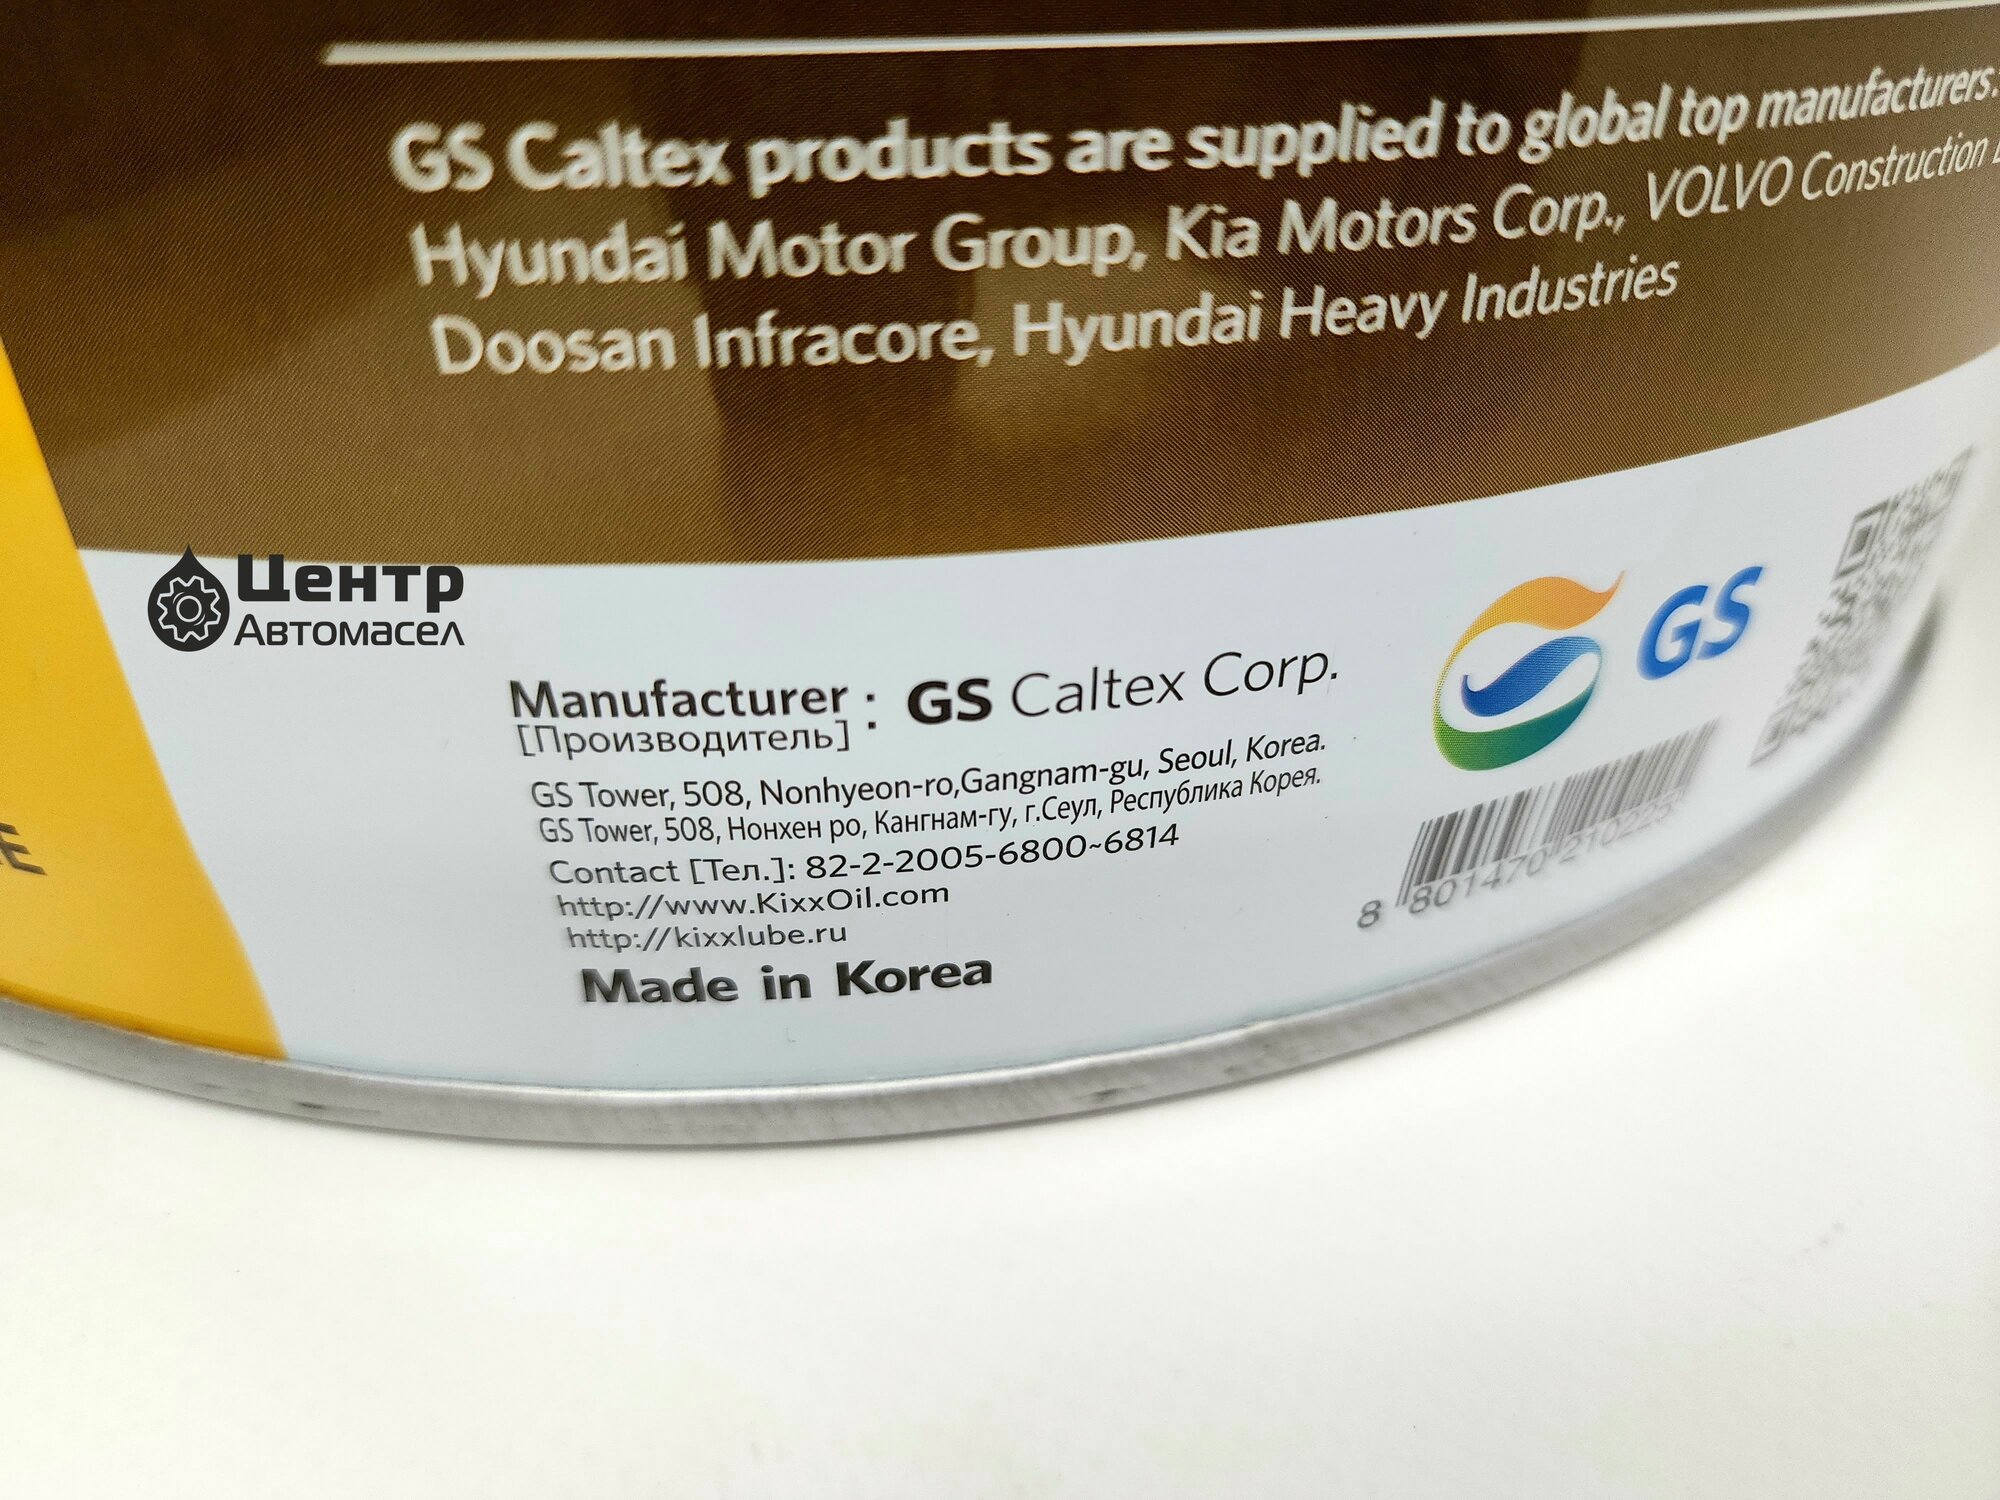 GS Caltex products are supplied to global top manufacturers:
Hyundai Motor Group, Kia Motors Corp., VOLVO Construction
Doosan Infracore, Hyundai Heavy Industries
Центр
Автомасел
Manufacturer : GS Caltex Corp.
[Производитель]
GS Tower, 508, Nonhyeon-ro,Gangnam-gu, Seoul, Korea.
GS Tower, 508, Нонхен ро, Кангнам-гу, г.Сеул, Республика Корея.
Contact [Тел.]: 82-2-2005-6800~6814
http://www.KixxOil.com
http://kixxlube.ru
Made in Korea
GS